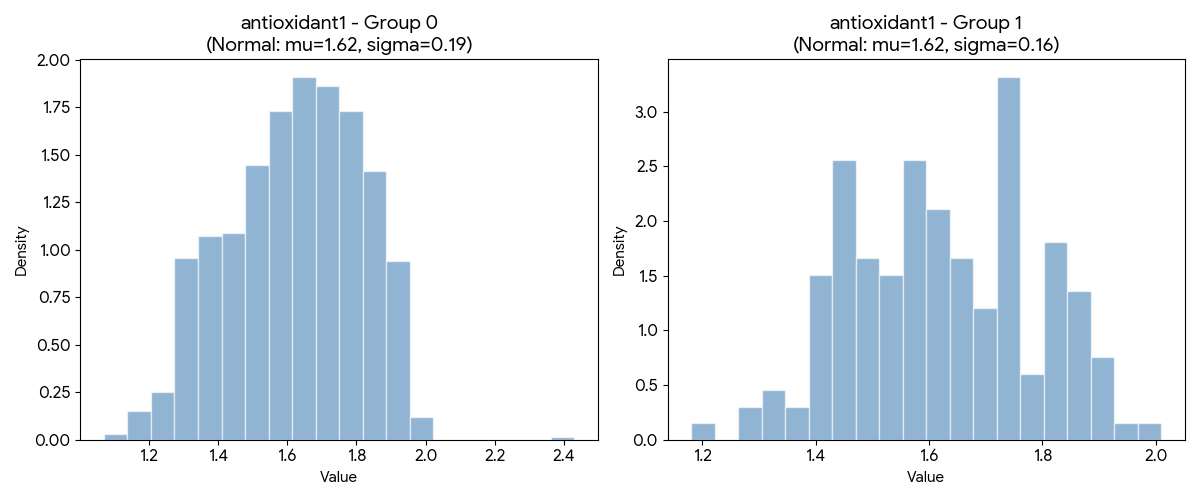 antioxidant1 - Group 0
(Normal: mu=1.62, sigma=0.19)
2.00
1.75
1.50
1.25
1.00
0.75
0.50
0.25
0.00
Density
1.2 1.4 1.6 1.8 2.0 2.2 2.4
Value
antioxidant1 - Group 1
(Normal: mu=1.62, sigma=0.16)
3.0
2.5
2.0
1.5
1.0
0.5
0.0
Density
1.2 1.4 1.6 1.8 2.0
Value